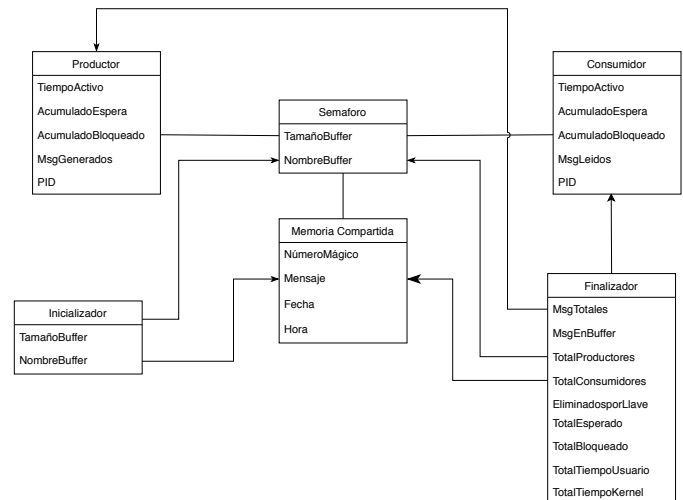 Productor
TiempoActivo
AcumuladoEspera
AcumuladoBloqueado
MsgGenerados
PID
Semaforo
TamañoBuffer
NombreBuffer
Consumidor
TiempoActivo
AcumuladoEspera
AcumuladoBloqueado
MsgLeidos
PID
Memoria Compartida
NúmeroMágico
Mensaje
Fecha
Hora
Inicializador
TamañoBuffer
NombreBuffer
Finalizador
MsgTotales
MsgEnBuffer
TotalProductores
TotalConsumidores
EliminadosporLlave
TotalEsperado
TotalBloqueado
TotalTiempoUsuario
TotalTiempoKernel